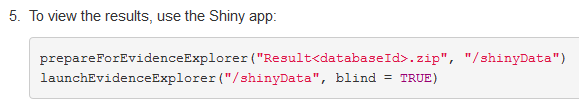 5. To view the results, use the Shiny app:
prepareForEvidenceExplorer("Result<databaseId>.zip", "/shinyData")
launchEvidenceExplorer("/shinyData", blind = TRUE)